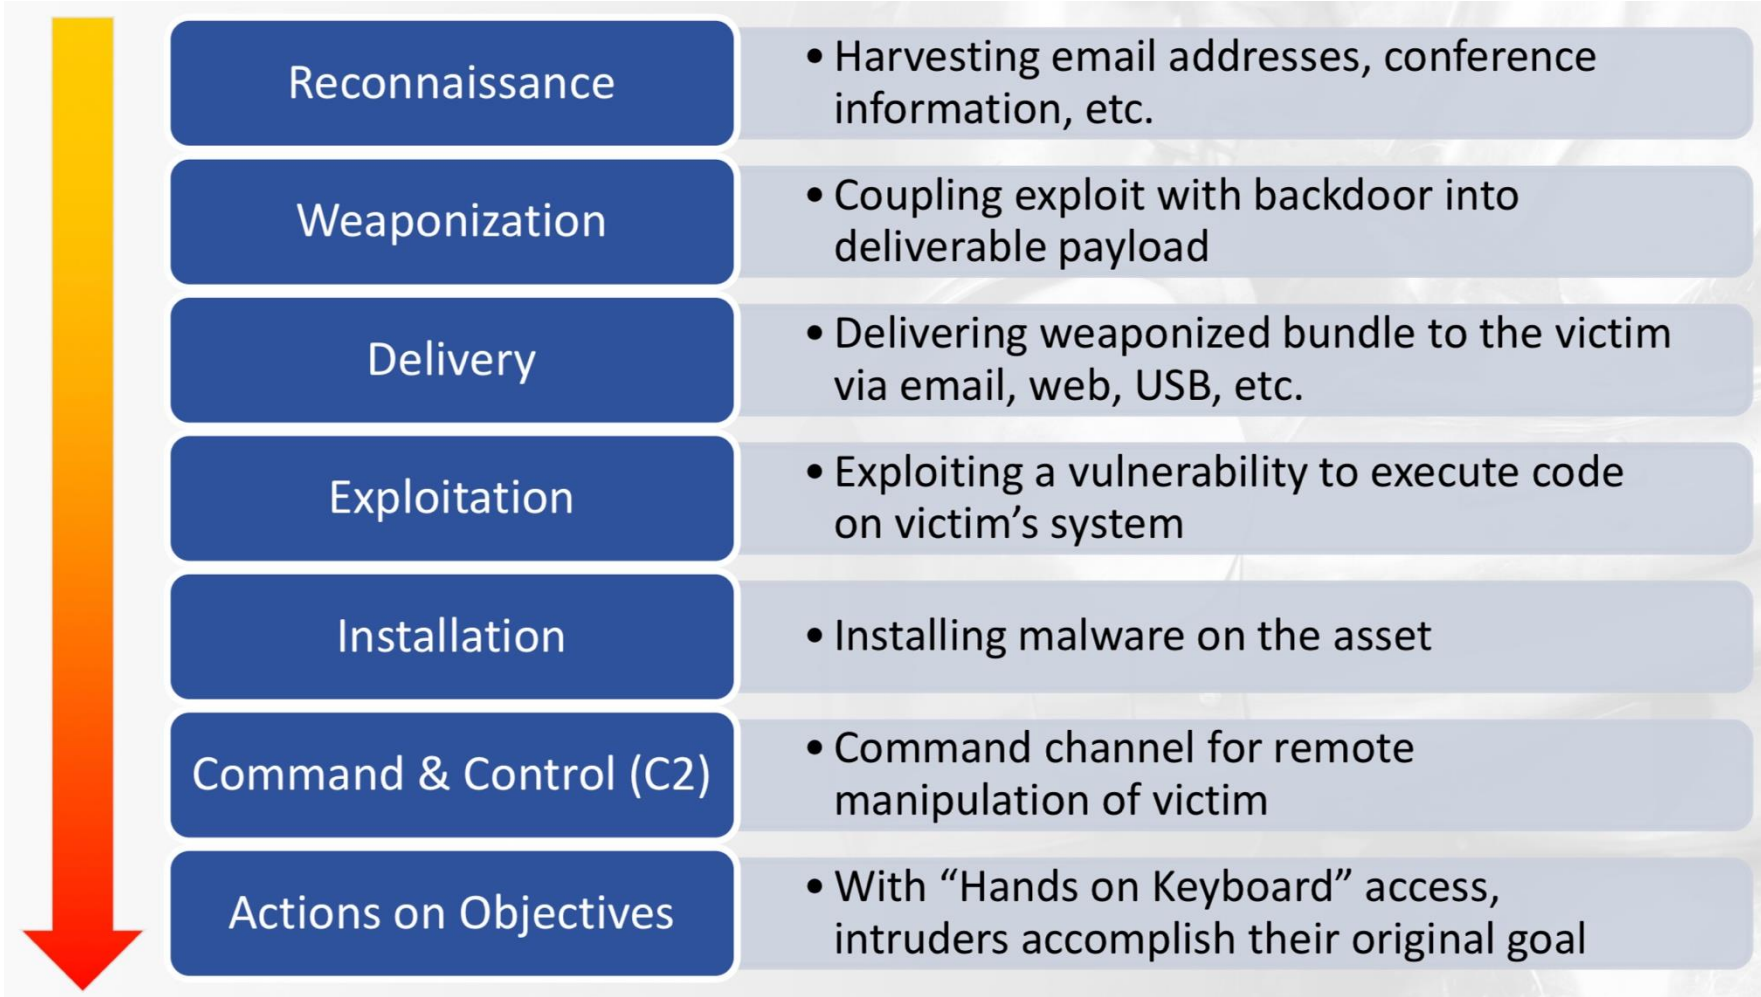 Reconnaissance
• Harvesting email addresses, conference
information, etc.
Weaponization
• Coupling exploit with backdoor into
deliverable payload
Delivery
• Delivering weaponized bundle to the victim
via email, web, USB, etc.
Exploitation
• Exploiting a vulnerability to execute code
on victim’s system
Installation
• Installing malware on the asset
Command & Control (C2)
• Command channel for remote
manipulation of victim
Actions on Objectives
• With “Hands on Keyboard” access,
intruders accomplish their original goal